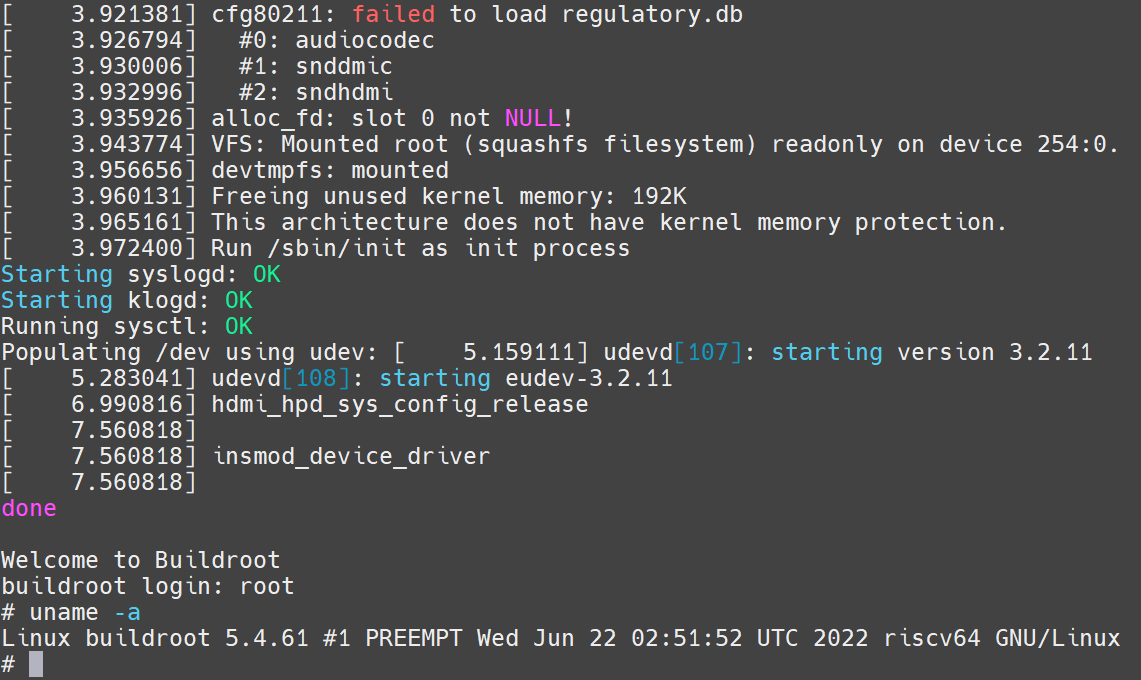 [    3.921381] cfg80211: failed to load regulatory.db
[    3.926794]   #0: audiocodec
[    3.930006]   #1: snddmic
[    3.932996]   #2: sndhdmi
[    3.935926] alloc_fd: slot 0 not NULL!
[    3.943774] VFS: Mounted root (squashfs filesystem) readonly on device 254:0.
[    3.956656] devtmpfs: mounted
[    3.960131] Freeing unused kernel memory: 192K
[    3.965161] This architecture does not have kernel memory protection.
[    3.972400] Run /sbin/init as init process
Starting syslogd: OK
Starting klogd: OK
Running sysctl: OK
Populating /dev using udev: [    5.159111] udevd[107]: starting version 3.2.11
[    5.283041] udevd[108]: starting eudev-3.2.11
[    6.990816] hdmi_hpd_sys_config_release
[    7.560818]
[    7.560818] insmod_device_driver
[    7.560818]
done
Welcome to Buildroot
buildroot login: root
# uname -a
Linux buildroot 5.4.61 #1 PREEMPT Wed Jun 22 02:51:52 UTC 2022 riscv64 GNU/Linux
#